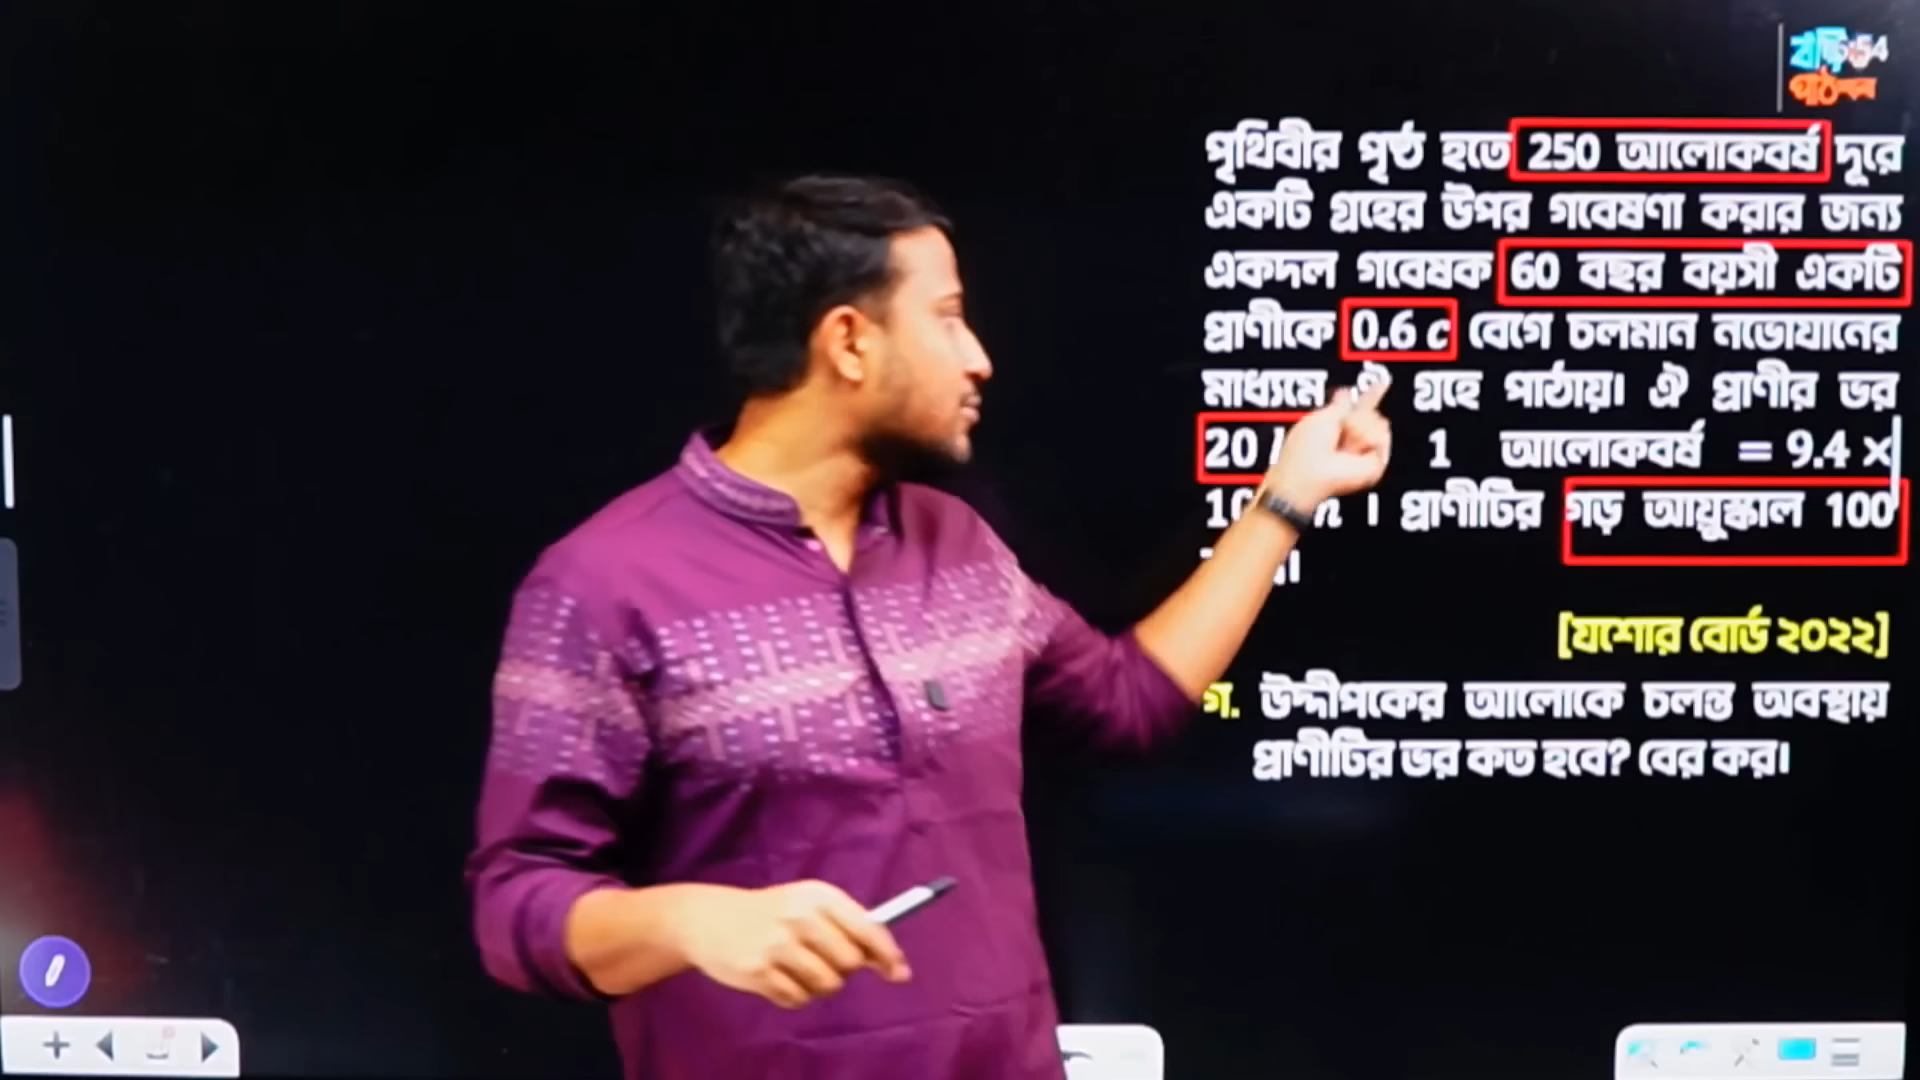 পৃথিবীর পৃষ্ঠ হতে 250 আলোকবর্ষ দূরে
একটি গ্রহের উপর গবেষণা করার জন্য
একদল গবেষক 60 বছর বয়সী একটি
প্রাণীকে 0.6 c বেগে চলমান নভোযানের
মাধ্যমে ঐ গ্রহে পাঠায়। ঐ প্রাণীর ভর
20 1 আলোকবর্ষ = 9.4 ×
। প্রাণীটির গড় আয়ুস্কাল 100
[যশোর বোর্ড ২০২২]
গ. উদ্দীপকের আলোকে চলন্ত অবস্থায়
প্রাণীটির ভর কত হবে? বের কর।